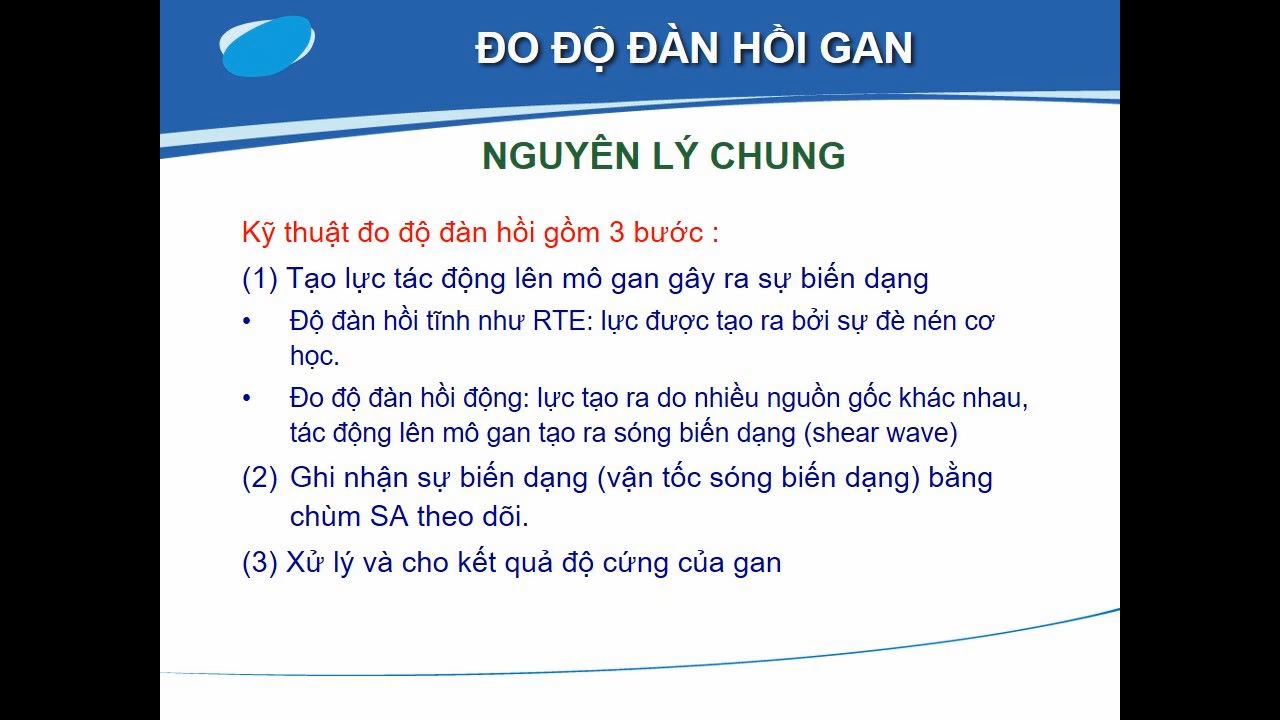 ĐO ĐỘ ĐÀN HỒI GAN
NGUYÊN LÝ CHUNG
Kỹ thuật đo độ đàn hồi gồm 3 bước :
(1) Tạo lực tác động lên mô gan gây ra sự biến dạng
• Độ đàn hồi tĩnh như RTE: lực được tạo ra bởi sự đè nén cơ
học.
• Đo độ đàn hồi động: lực tạo ra do nhiều nguồn gốc khác nhau,
tác động lên mô gan tạo ra sóng biến dạng (shear wave)
(2) Ghi nhận sự biến dạng (vận tốc sóng biến dạng) bằng
chùm SA theo dõi.
(3) Xử lý và cho kết quả độ cứng của gan